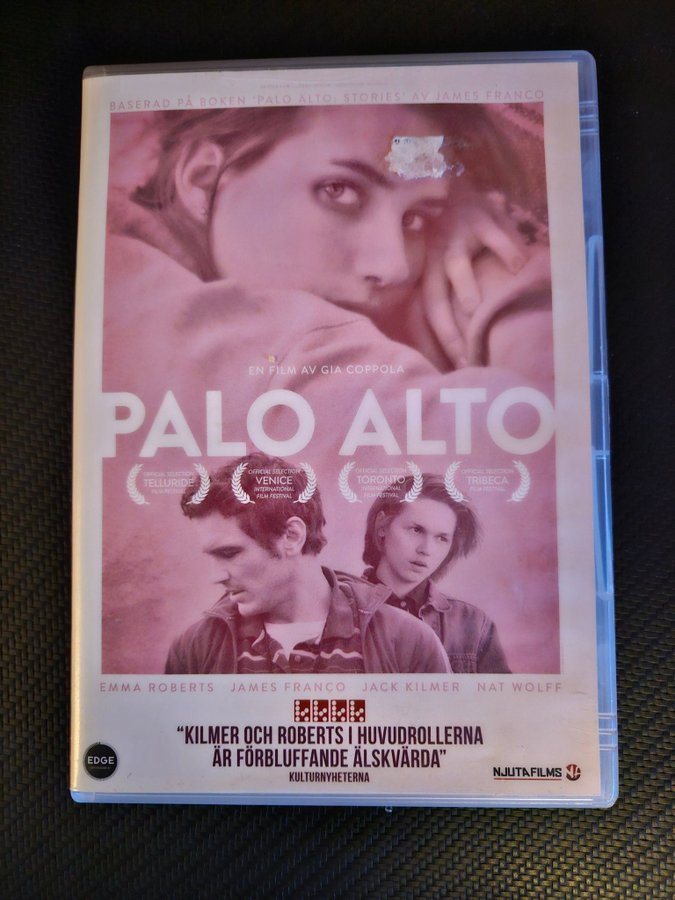 BASERAD PÅ BOKEN 'PALO ALTO: STORIES' AV JAMES FRANCO
EN FILM AV GIA COPPOLA
PALO ALTO
OFFICIAL SELECTION
TELLURIDE
FILM FESTIVAL
OFFICIAL SELECTION
VENICE
INTERNATIONAL
FILM FESTIVAL
OFFICIAL SELECTION
TORONTO
INTERNATIONAL
FILM FESTIVAL
OFFICIAL SELECTION
TRIBECA
FILM FESTIVAL
EMMA ROBERTS JAMES FRANCO JACK KILMER NAT WOLFF
"KILMER OCH ROBERTS I HUVUDROLLERNA
ÄR FÖRBLUFFANDE ÄLSKVÄRDA"
KULTURNYHETERNA
EDGE
NJUTAFILMS